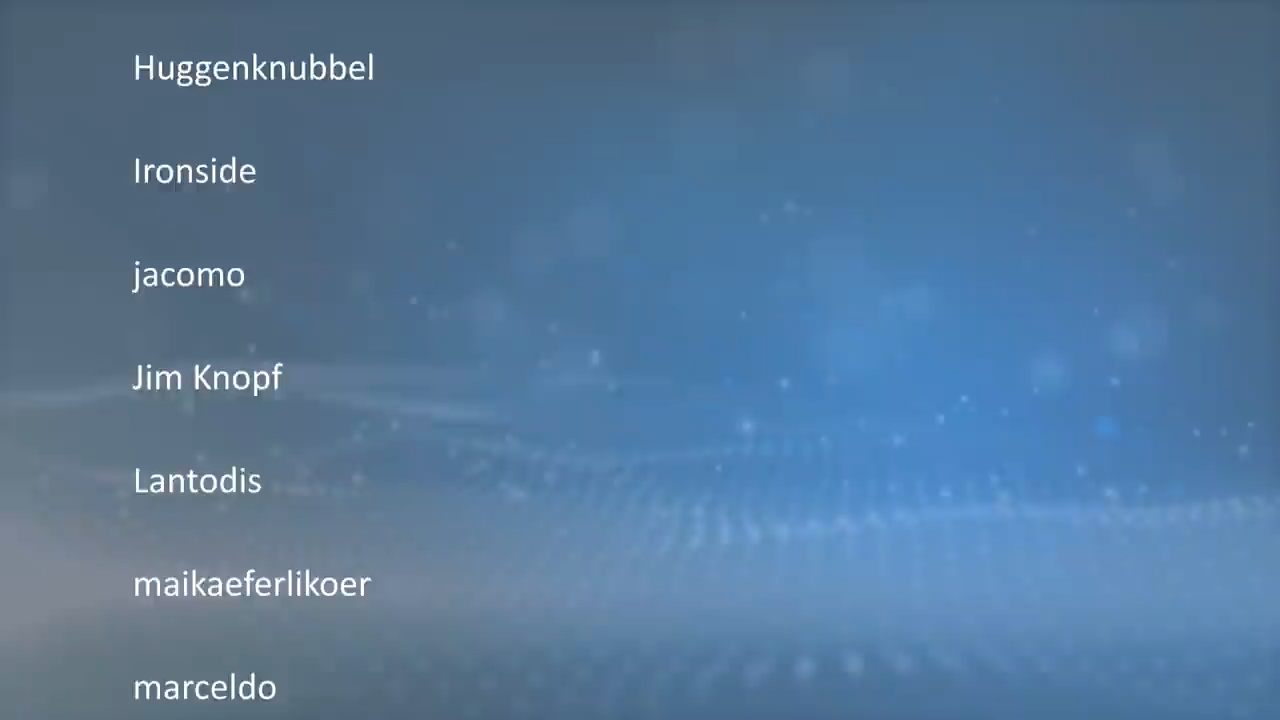 Huggenknubbel
Ironside
jacomo
Jim Knopf
Lantodis
maikaeferlikoer
marceldo